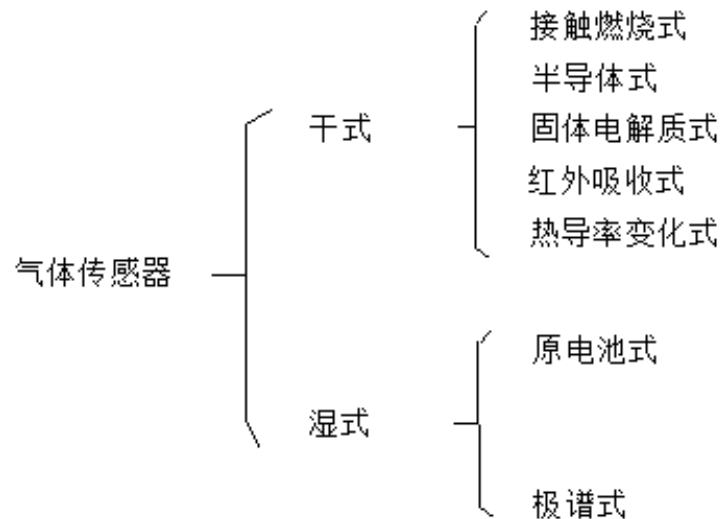 接触燃烧式
半导体式
干式
固体电解质式
红外吸收式
热导率变化式
气体传感器
原电池式
湿式
极谱式